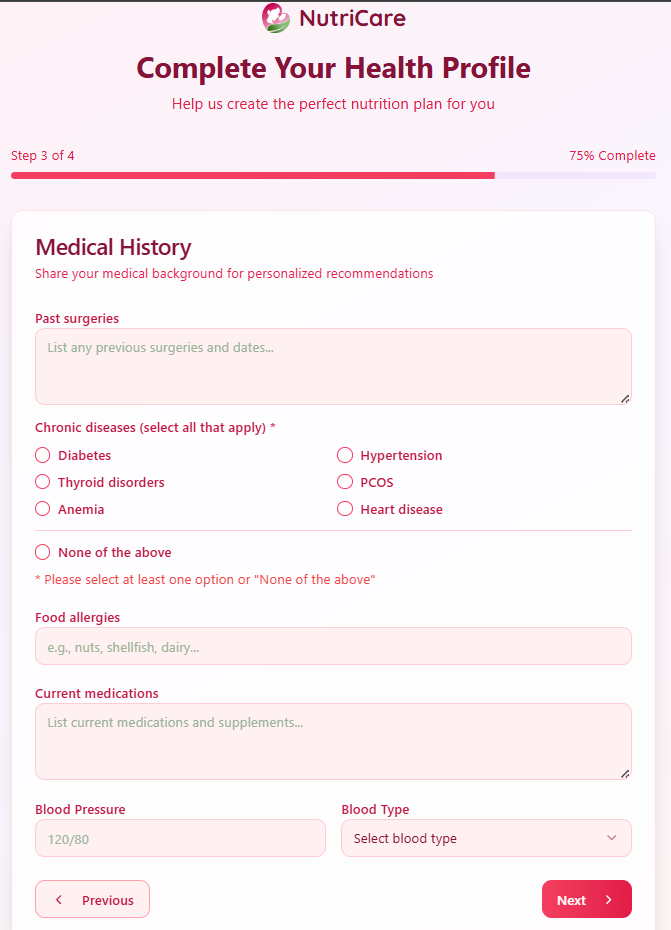 NutriCare
Complete Your Health Profile
Help us create the perfect nutrition plan for you
Step 3 of 4 75% Complete
Medical History
Share your medical background for personalized recommendations
Past surgeries
List any previous surgeries and dates...
Chronic diseases (select all that apply) *
Diabetes Hypertension
Thyroid disorders PCOS
Anemia Heart disease
None of the above
* Please select at least one option or "None of the above"
Food allergies
e.g., nuts, shellfish, dairy...
Current medications
List current medications and supplements...
Blood Pressure Blood Type
120/80 Select blood type
Previous Next